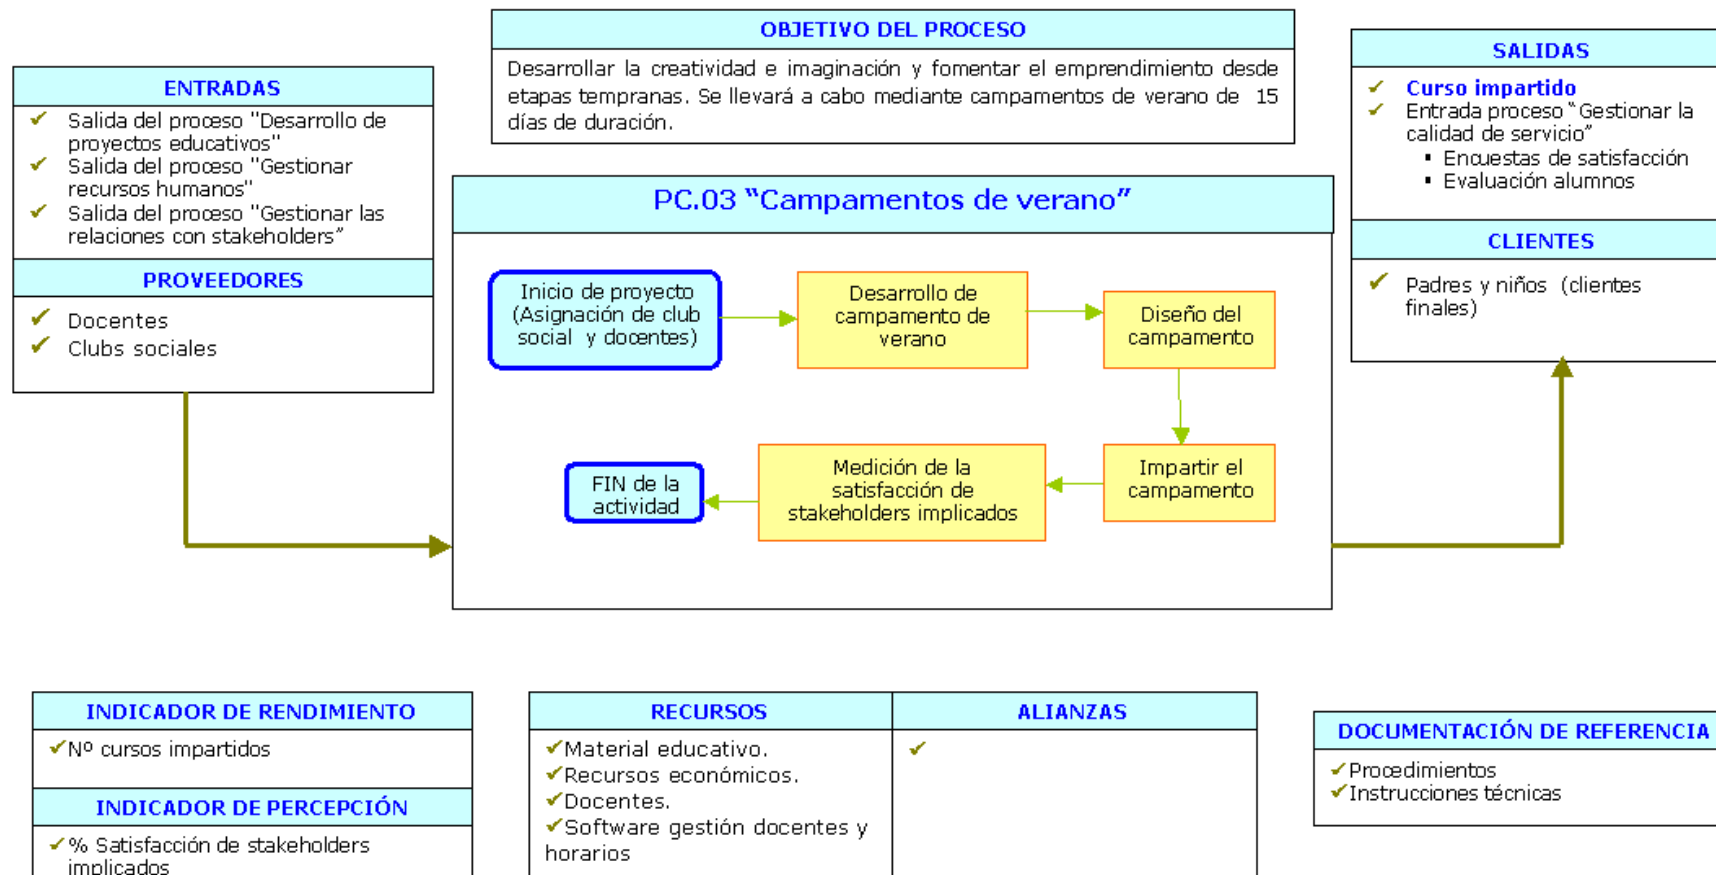 OBJETIVO DEL PROCESO
Desarrollar la creatividad e imaginación y fomentar el emprendimiento desde
etapas tempranas. Se llevará a cabo mediante campamentos de verano de 15
días de duración.
ENTRADAS
Salida del proceso "Desarrollo de
proyectos educativos"
Salida del proceso "Gestionar
recursos humanos"
Salida del proceso "Gestionar las
relaciones con stakeholders”
PROVEEDORES
Docentes
Clubs sociales
PC.03 “Campamentos de verano”
Inicio de proyecto
(Asignación de club
social y docentes)
Desarrollo de
campamento de
verano
Diseño del
campamento
Impartir el
campamento
Medición de la
satisfacción de
stakeholders implicados
FIN de la
actividad
SALIDAS
Curso impartido
Entrada proceso “Gestionar la
calidad de servicio”
▪ Encuestas de satisfacción
▪ Evaluación alumnos
CLIENTES
Padres y niños (clientes
finales)
INDICADOR DE RENDIMIENTO
Nº cursos impartidos
INDICADOR DE PERCEPCIÓN
% Satisfacción de stakeholders
implicados
RECURSOS
Material educativo.
Recursos económicos.
Docentes.
Software gestión docentes y
horarios
ALIANZAS
DOCUMENTACIÓN DE REFERENCIA
Procedimientos
Instrucciones técnicas